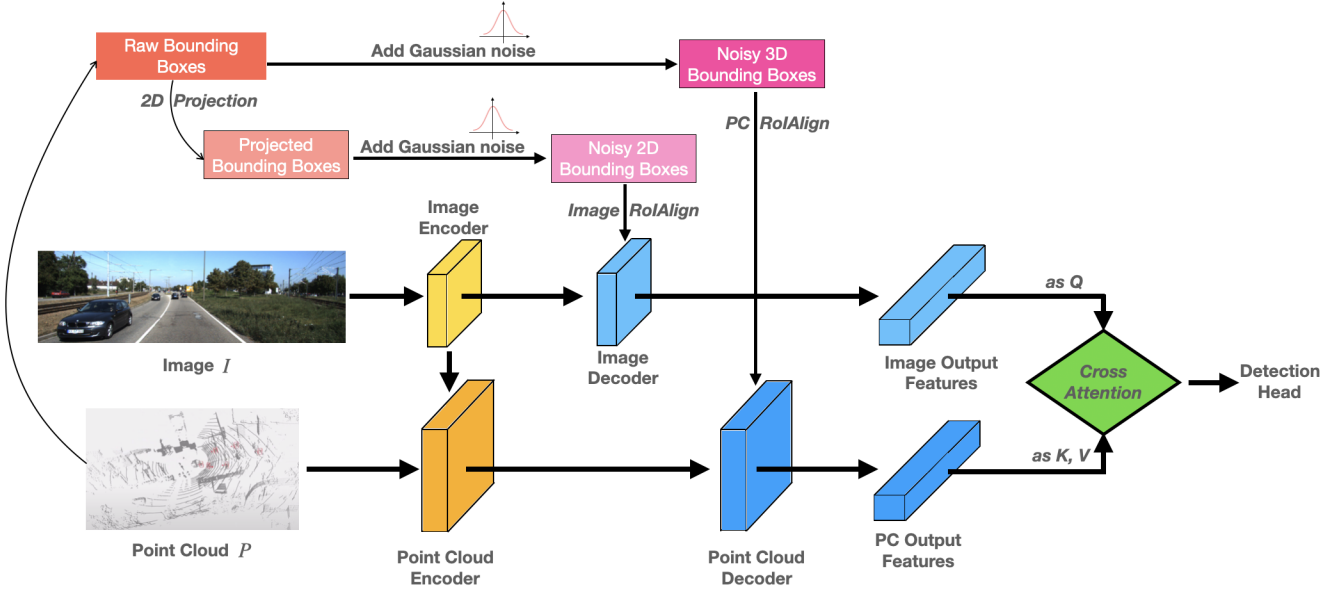 Raw Bounding
Boxes
Add Gaussian noise
Noisy 3D
Bounding Boxes
2D Projection
Projected
Bounding Boxes
Add Gaussian noise
Noisy 2D
Bounding Boxes
PC RoIAlign
Image RoIAlign
Image
Encoder
Image I
Image
Decoder
Image Output
Features
as Q
Cross
Attention
Detection
Head
as K, V
Point Cloud P
Point Cloud
Encoder
Point Cloud
Decoder
PC Output
Features